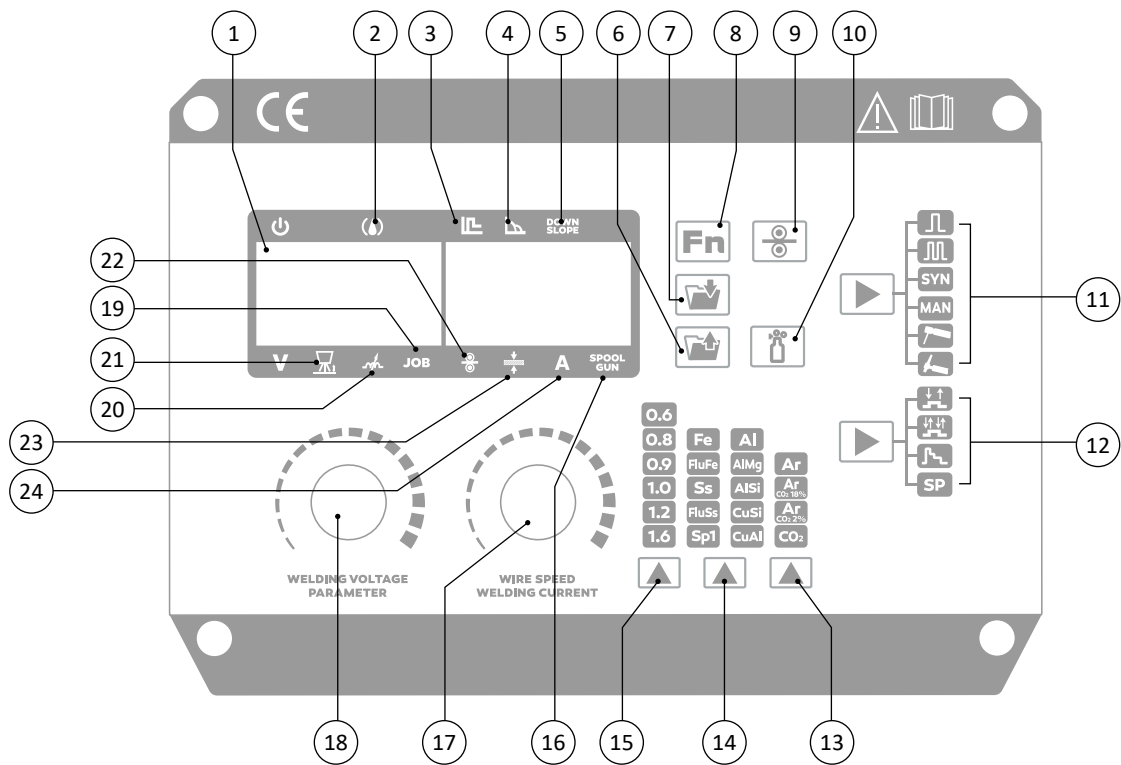 1 2 3 4 5 6 7 8 9 10
CE
DOWN
SLOPE
Fn
22
19
21
20
23
24
V JOB A SPOOL
GUN
SYN
MAN
11
12
SP
0.6
0.8 Fe Al
0.9 FluFe AlMg Ar
1.0 Ss AlSi Ar
CO₂ 18%
1.2 FluSs CuSi Ar
CO₂ 2%
1.6 Sp1 CuAl CO₂
WELDING VOLTAGE
PARAMETER
WIRE SPEED
WELDING CURRENT
18 17 16 15 14 13